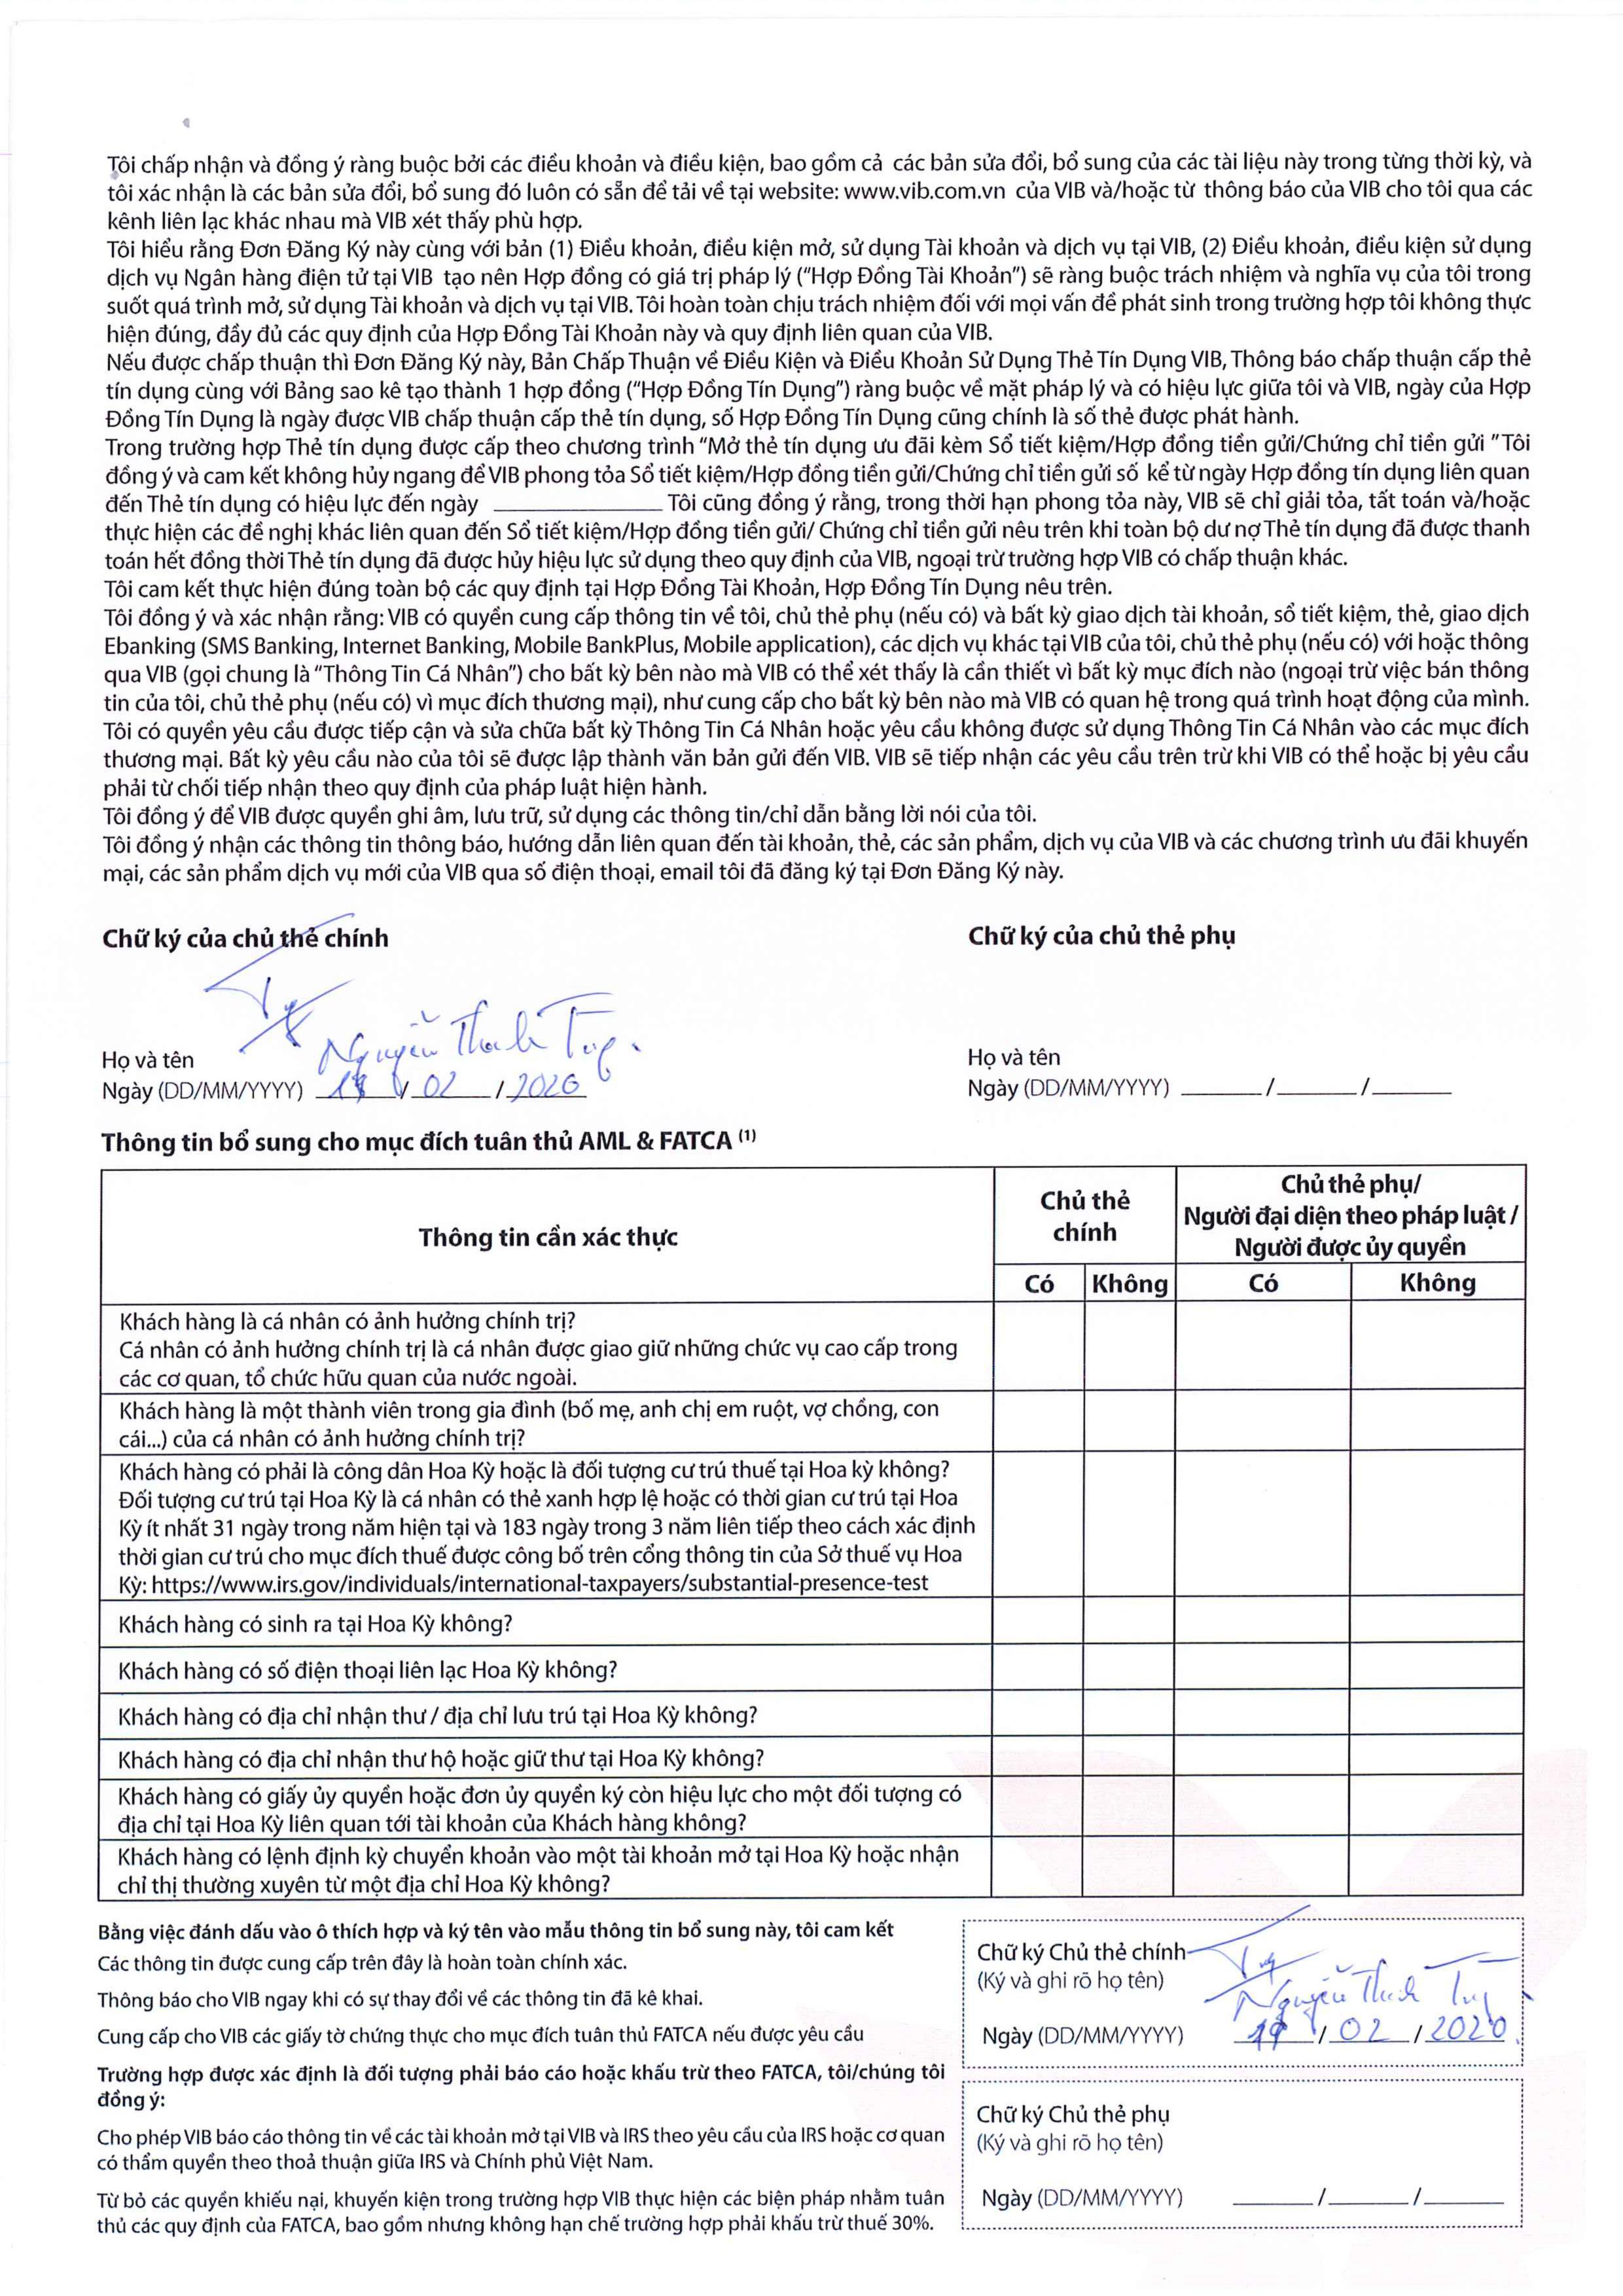 Tôi chấp nhận và đồng ý ràng buộc bởi các điều khoản và điều kiện, bao gồm cả các bản sửa đổi, bổ sung của các tài liệu này trong từng thời kỳ, và
tôi xác nhận là các bản sửa đổi, bổ sung đó luôn có sẵn để tải về tại website: www.vib.com.vn của VIB và/hoặc từ thông báo của VIB cho tôi qua các
kênh liên lạc khác nhau mà VIB xét thấy phù hợp.
Tôi hiểu rằng Đơn Đăng Ký này cùng với bản (1) Điều khoản, điều kiện mở, sử dụng Tài khoản và dịch vụ tại VIB, (2) Điều khoản, điều kiện sử dụng
dịch vụ Ngân hàng điện tử tại VIB tạo nên Hợp đồng có giá trị pháp lý ("Hợp Đồng Tài Khoản") sẽ ràng buộc trách nhiệm và nghĩa vụ của tôi trong
suốt quá trình mở, sử dụng Tài khoản và dịch vụ tại VIB. Tôi hoàn toàn chịu trách nhiệm đối với mọi vấn đề phát sinh trong trường hợp tôi không thực
hiện đúng, đầy đủ các quy định của Hợp Đồng Tài Khoản này và quy định liên quan của VIB.
Nếu được chấp thuận thì Đơn Đăng Ký này, Bản Chấp Thuận về Điều Kiện và Điều Khoản Sử Dụng Thẻ Tín Dụng VIB, Thông báo chấp thuận cấp thẻ
tín dụng cùng với Bảng sao kê tạo thành 1 hợp đồng ("Hợp Đồng Tín Dụng") ràng buộc về mặt pháp lý và có hiệu lực giữa tôi và VIB, ngày của Hợp
Đồng Tín Dụng là ngày được VIB chấp thuận cấp thẻ tín dụng, số Hợp Đồng Tín Dụng cũng chính là số thẻ được phát hành.
Trong trường hợp Thẻ tín dụng được cấp theo chương trình "Mở thẻ tín dụng ưu đãi kèm Sổ tiết kiệm/Hợp đồng tiền gửi/Chứng chỉ tiền gửi "Tôi
đồng ý và cam kết không hủy ngang để VIB phong tỏa Sổ tiết kiệm/Hợp đồng tiền gửi/Chứng chỉ tiền gửi số kể từ ngày Hợp đồng tín dụng liên quan
đến Thẻ tín dụng có hiệu lực đến ngày ____________ Tôi cũng đồng ý rằng, trong thời hạn phong tỏa này, VIB sẽ chỉ giải tỏa, tất toán và/hoặc
thực hiện các đề nghị khác liên quan đến Sổ tiết kiệm/Hợp đồng tiền gửi/ Chứng chỉ tiền gửi nêu trên khi toàn bộ dư nợ Thẻ tín dụng đã được thanh
toán hết đồng thời Thẻ tín dụng đã được hủy hiệu lực sử dụng theo quy định của VIB, ngoại trừ trường hợp VIB có chấp thuận khác.
Tôi cam kết thực hiện đúng toàn bộ các quy định tại Hợp Đồng Tài Khoản, Hợp Đồng Tín Dụng nêu trên.
Tôi đồng ý và xác nhận rằng: VIB có quyền cung cấp thông tin về tôi, chủ thẻ phụ (nếu có) và bất kỳ giao dịch tài khoản, sổ tiết kiệm, thẻ, giao dịch
Ebanking (SMS Banking, Internet Banking, Mobile BankPlus, Mobile application), các dịch vụ khác tại VIB của tôi, chủ thẻ phụ (nếu có) với hoặc thông
qua VIB (gọi chung là "Thông Tin Cá Nhân") cho bất kỳ bên nào mà VIB có thể xét thấy là cần thiết vì bất kỳ mục đích nào (ngoại trừ việc bán thông
tin của tôi, chủ thẻ phụ (nếu có) vì mục đích thương mại), như cung cấp cho bất kỳ bên nào mà VIB có quan hệ trong quá trình hoạt động của mình.
Tôi có quyền yêu cầu được tiếp cận và sửa chữa bất kỳ Thông Tin Cá Nhân hoặc yêu cầu không được sử dụng Thông Tin Cá Nhân vào các mục đích
thương mại. Bất kỳ yêu cầu nào của tôi sẽ được lập thành văn bản gửi đến VIB. VIB sẽ tiếp nhận các yêu cầu trên trừ khi VIB có thể hoặc bị yêu cầu
phải từ chối tiếp nhận theo quy định của pháp luật hiện hành.
Tôi đồng ý để VIB được quyền ghi âm, lưu trữ, sử dụng các thông tin/chỉ dẫn bằng lời nói của tôi.
Tôi đồng ý nhận các thông tin thông báo, hướng dẫn liên quan đến tài khoản, thẻ, các sản phẩm, dịch vụ của VIB và các chương trình ưu đãi khuyến
mại, các sản phẩm dịch vụ mới của VIB qua số điện thoại, email tôi đã đăng ký tại Đơn Đăng Ký này.
Chữ ký của chủ thẻ chính
Chữ ký của chủ thẻ phụ
Họ và tên Nguyễn Thanh
Ngày (DD/MM/YYYY) / 02 / 2020
Họ và tên
Ngày (DD/MM/YYYY) ______/______/______
Thông tin bổ sung cho mục đích tuân thủ AML & FATCA (1)
Thông tin cần xác thực
Chủ thẻ
chính
Chủ thẻ phụ/
Người đại diện theo pháp luật /
Người được ủy quyền
Có Không Có Không
Khách hàng là cá nhân có ảnh hưởng chính trị?
Cá nhân có ảnh hưởng chính trị là cá nhân được giao giữ những chức vụ cao cấp trong
các cơ quan, tổ chức hữu quan của nước ngoài.
Khách hàng là một thành viên trong gia đình (bố mẹ, anh chị em ruột, vợ chồng, con
cái...) của cá nhân có ảnh hưởng chính trị?
Khách hàng có phải là công dân Hoa Kỳ hoặc là đối tượng cư trú thuế tại Hoa kỳ không?
Đối tượng cư trú tại Hoa Kỳ là cá nhân có thẻ xanh hợp lệ hoặc có thời gian cư trú tại Hoa
Kỳ ít nhất 31 ngày trong năm hiện tại và 183 ngày trong 3 năm liên tiếp theo cách xác định
thời gian cư trú cho mục đích thuế được công bố trên cổng thông tin của Sở thuế vụ Hoa
Kỳ: https://www.irs.gov/individuals/international-taxpayers/substantial-presence-test
Khách hàng có sinh ra tại Hoa Kỳ không?
Khách hàng có số điện thoại liên lạc Hoa Kỳ không?
Khách hàng có địa chỉ nhận thư / địa chỉ lưu trú tại Hoa Kỳ không?
Khách hàng có địa chỉ nhận thư hộ hoặc giữ thư tại Hoa Kỳ không?
Khách hàng có giấy ủy quyền hoặc đơn ủy quyền ký còn hiệu lực cho một đối tượng có
địa chỉ tại Hoa Kỳ liên quan tới tài khoản của Khách hàng không?
Khách hàng có lệnh định kỳ chuyển khoản vào một tài khoản mở tại Hoa Kỳ hoặc nhận
chỉ thị thường xuyên từ một địa chỉ Hoa Kỳ không?
Bằng việc đánh dấu vào ô thích hợp và ký tên vào mẫu thông tin bổ sung này, tôi cam kết
Các thông tin được cung cấp trên đây là hoàn toàn chính xác.
Thông báo cho VIB ngay khi có sự thay đổi về các thông tin đã kê khai.
Cung cấp cho VIB các giấy tờ chứng thực cho mục đích tuân thủ FATCA nếu được yêu cầu
Trường hợp được xác định là đối tượng phải báo cáo hoặc khấu trừ theo FATCA, tôi/chúng tôi
đồng ý:
Cho phép VIB báo cáo thông tin về các tài khoản mở tại VIB và IRS theo yêu cầu của IRS hoặc cơ quan
có thẩm quyền theo thoả thuận giữa IRS và Chính phủ Việt Nam.
Từ bỏ các quyền khiếu nại, khuyến kiện trong trường hợp VIB thực hiện các biện pháp nhằm tuân
thủ các quy định của FATCA, bao gồm nhưng không hạn chế trường hợp phải khấu trừ thuế 30%.
Chữ ký Chủ thẻ chính
(Ký và ghi rõ họ tên)
Nguyễn Thanh
Ngày (DD/MM/YYYY) / 02 / 2020
Chữ ký Chủ thẻ phụ
(Ký và ghi rõ họ tên)
Ngày (DD/MM/YYYY) ______/______/______